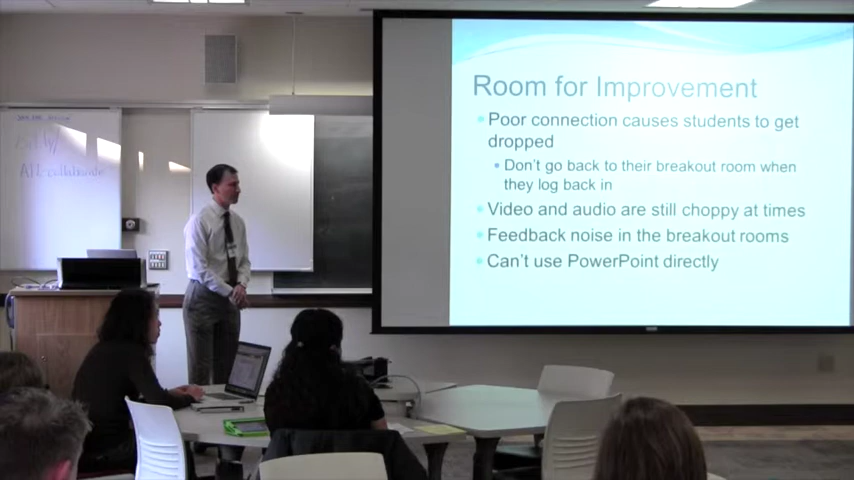 Room for Improvement
Poor connection causes students to get
dropped
Don't go back to their breakout room when
they log back in
Video and audio are still choppy at times
Feedback noise in the breakout rooms
Can't use PowerPoint directly